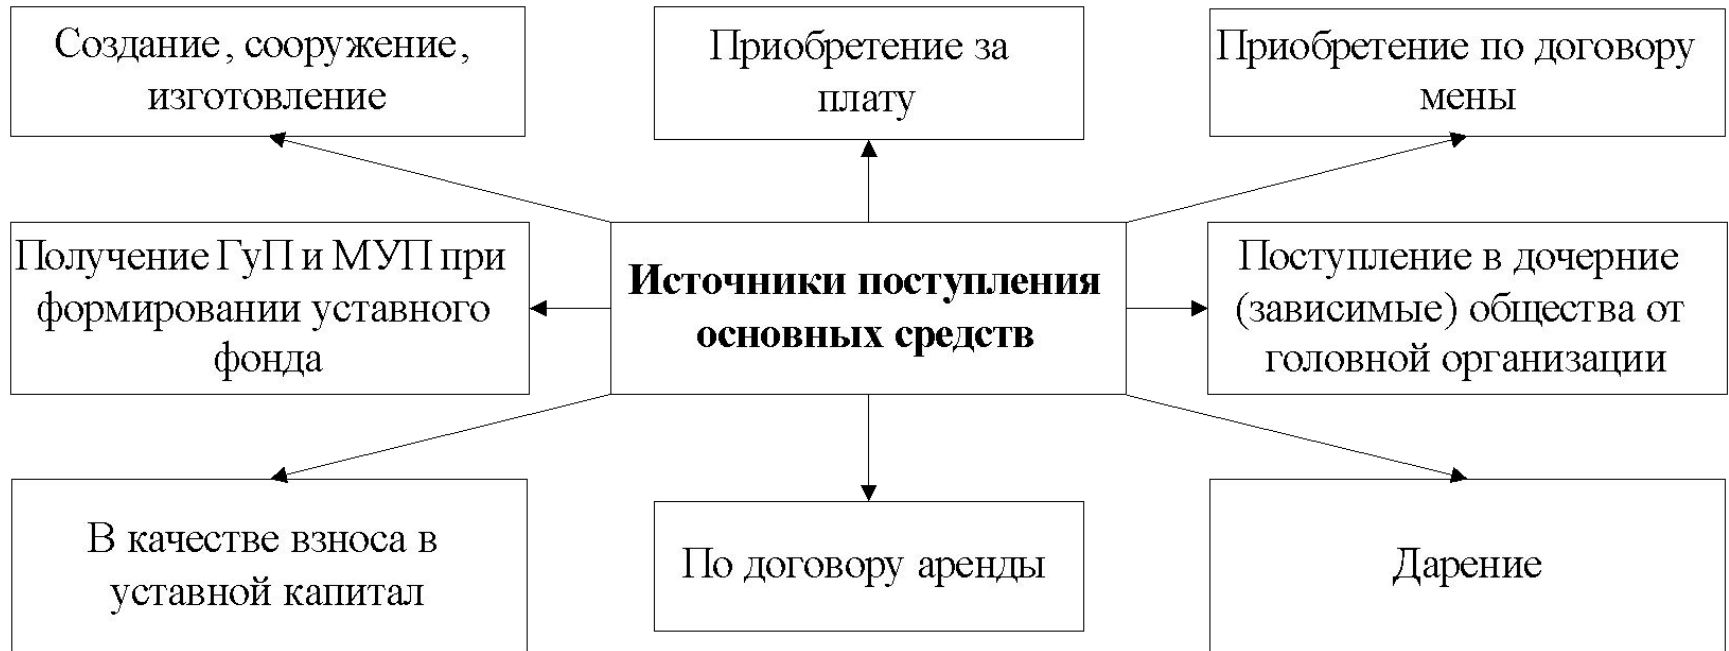 Создание, сооружение,
изготовление
Приобретение за
плату
Приобретение по договору
мены
Получение ГуП и МУП при
формировании уставного
фонда
Источники поступления
основных средств
Поступление в дочерние
(зависимые) общества от
головной организации
В качестве взноса в
уставной капитал
По договору аренды
Дарение